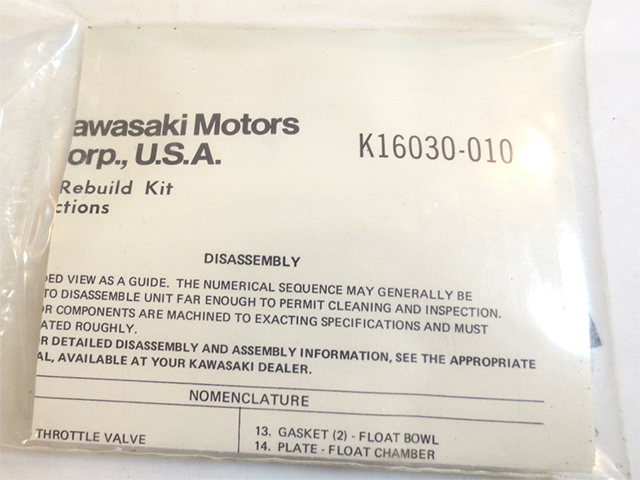 awasaki Motors
orp., U.S.A.
K16030-010
Rebuild Kit
ctions
DISASSEMBLY
DED VIEW AS A GUIDE. THE NUMERICAL SEQUENCE MAY GENERALLY BE
TO DISASSEMBLE UNIT FAR ENOUGH TO PERMIT CLEANING AND INSPECTION.
OR COMPONENTS ARE MACHINED TO EXACTING SPECIFICATIONS AND MUST
ATED ROUGHLY.
R DETAILED DISASSEMBLY AND ASSEMBLY INFORMATION, SEE THE APPROPRIATE
AL, AVAILABLE AT YOUR KAWASAKI DEALER.
NOMENCLATURE
THROTTLE VALVE
13. GASKET (2) - FLOAT BOWL
14. PLATE - FLOAT CHAMBER